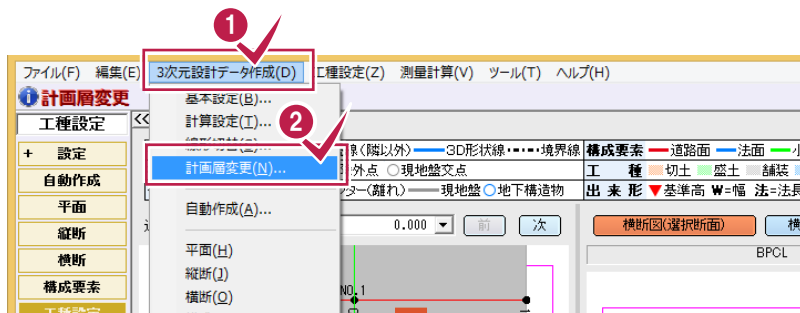 1
ファイル(F) 編集(E) 3次元設計データ作成(D) 工種設定(Z) 測量計算(V) ツール(T) ヘルプ(H)
計画層変更
基本設定(B)...
工種設定
<<
計算設定(T)...
2
線(隣以外) 3D形状線 境界線 構成要素 道路面 法面
+ 設定
計画層変更(N)...
外点 現地盤交点 工種 切土 盛土 舗装
自動作成
ター(離れ) 現地盤 地下構造物 出来形 基準高 W=幅 法=法長
平面
自動作成(A)...
0.000 前 次 横断図(選択断面) 横
縦断
平面(H)
BPCL
横断
縦断(J)
構成要素
横断(O)
NO.1
工種設定